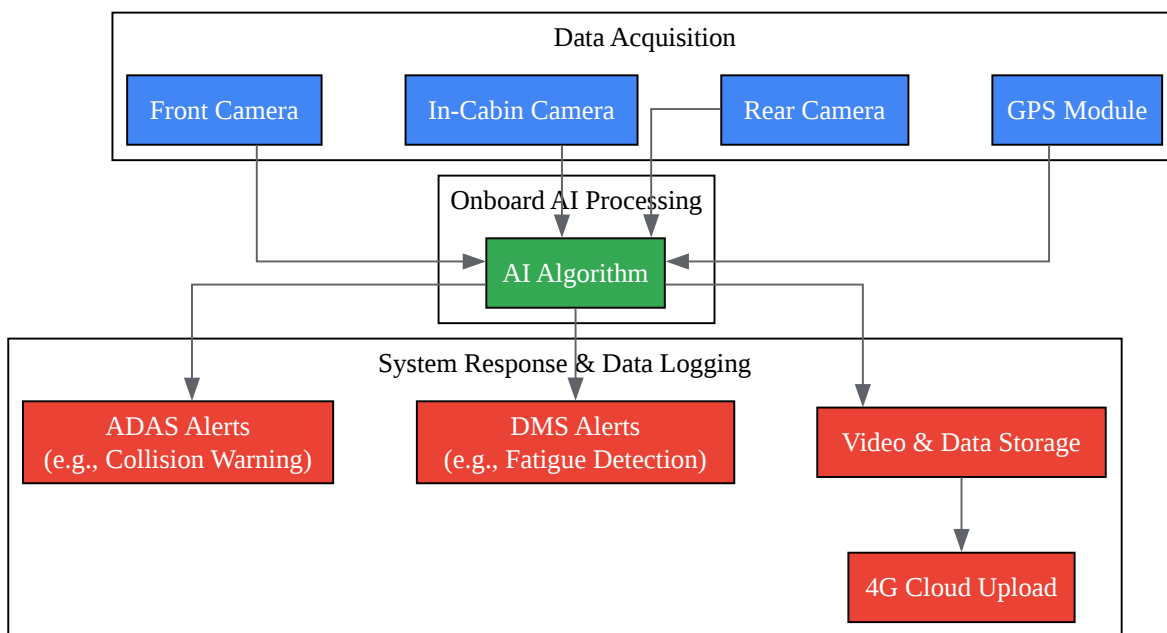 Data Acquisition
Front Camera
In-Cabin Camera
Rear Camera
GPS Module
Onboard AI Processing
AI Algorithm
System Response & Data Logging
ADAS Alerts
(e.g., Collision Warning)
DMS Alerts
(e.g., Fatigue Detection)
Video & Data Storage
4G Cloud Upload